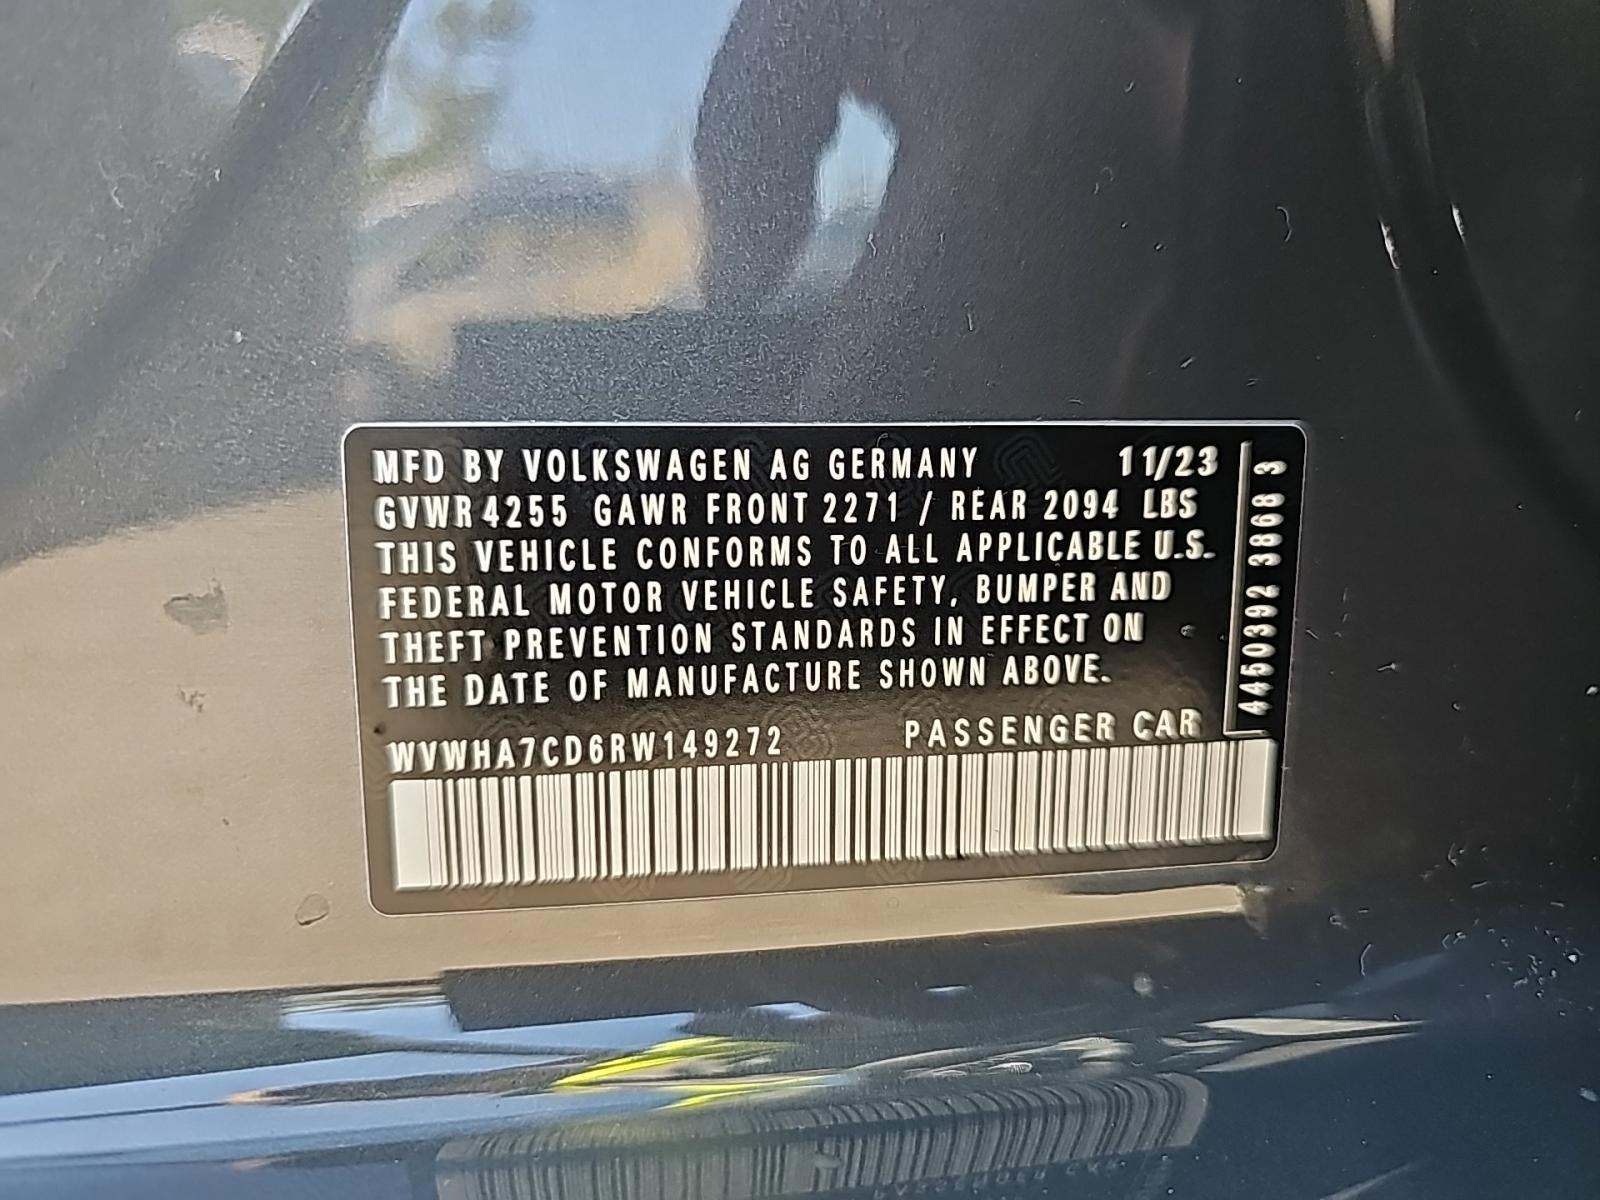 MFD BY VOLKSWAGEN AG GERMANY 11/23
GVWR 4255 GAWR FRONT 2271 / REAR 2094 LBS
THIS VEHICLE CONFORMS TO ALL APPLICABLE U.S.
FEDERAL MOTOR VEHICLE SAFETY, BUMPER AND
THEFT PREVENTION STANDARDS IN EFFECT ON
THE DATE OF MANUFACTURE SHOWN ABOVE.
WVWHA7CD6RW149272 PASSENGER CAR
4450392 3868 3